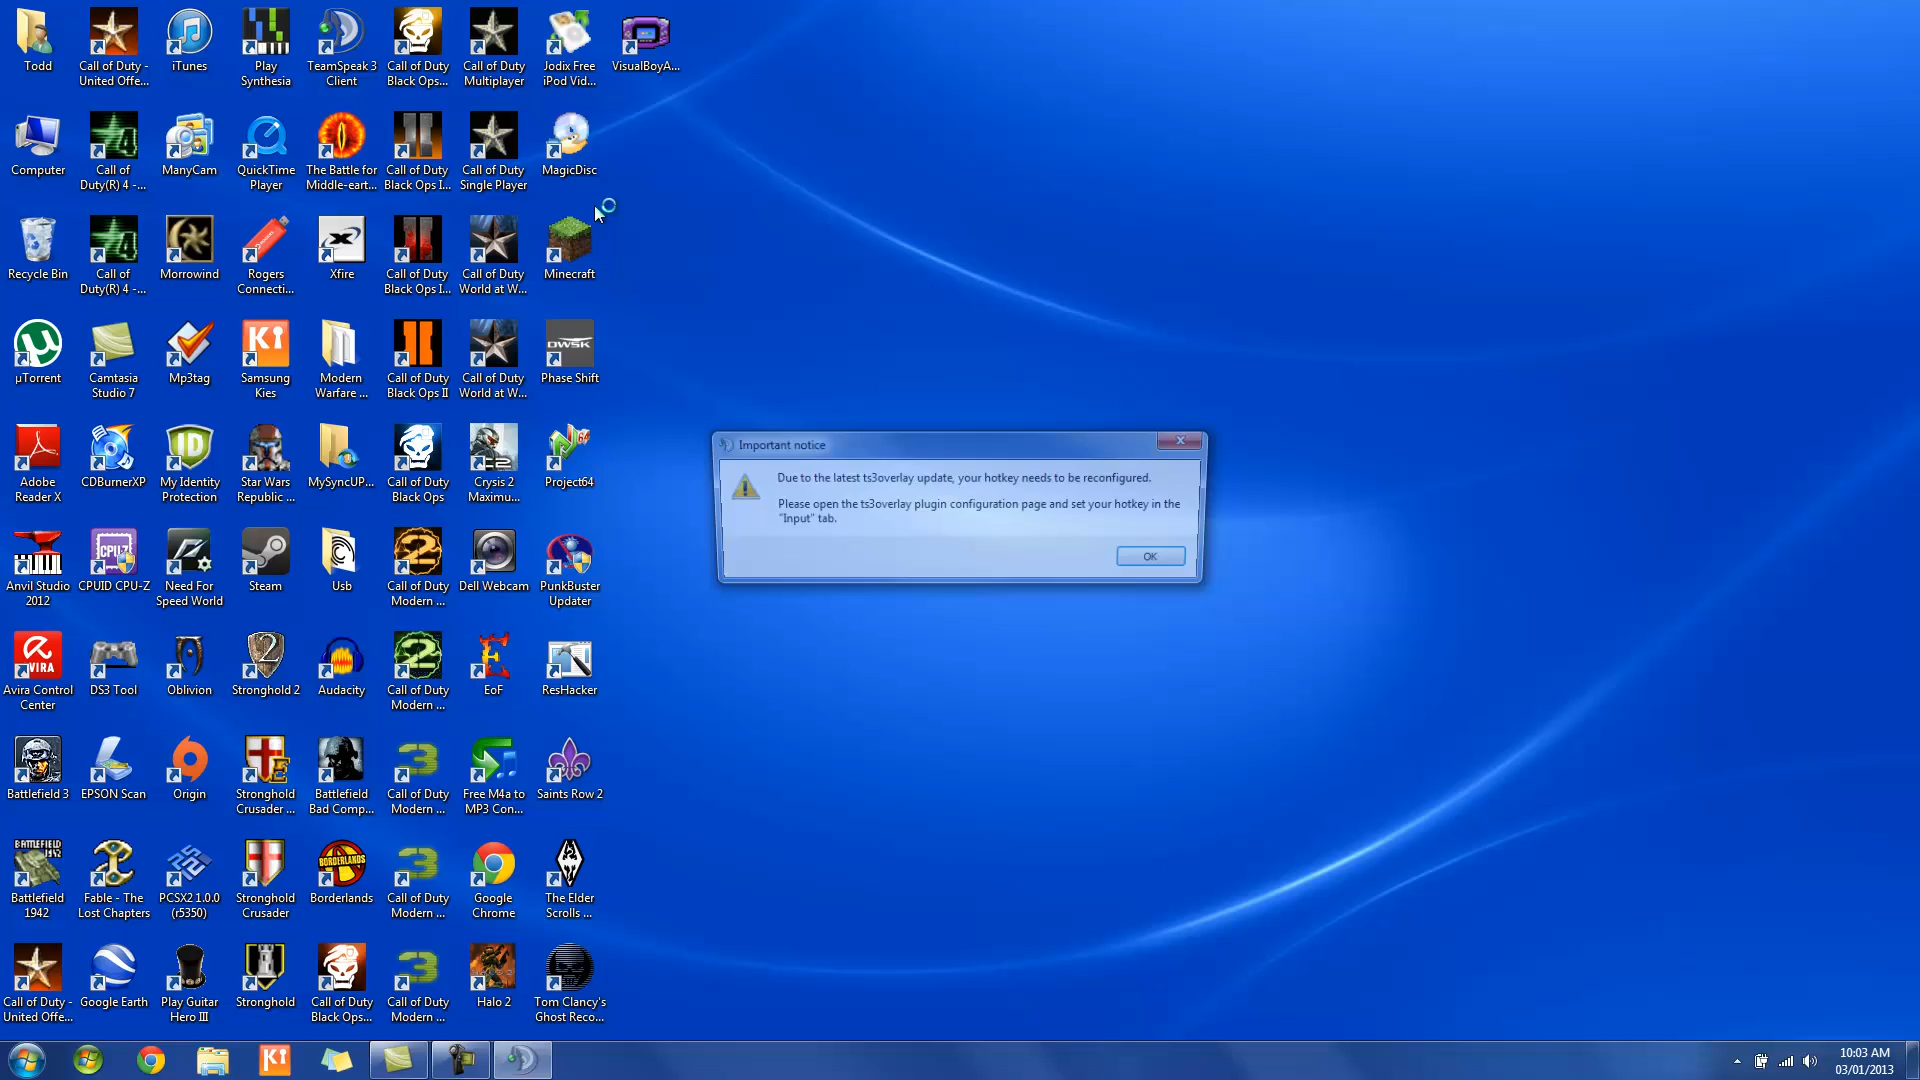 Todd
Call of Duty -
United Offe...
iTunes
Play
Synthesia
TeamSpeak 3
Client
Call of Duty
Black Ops...
Call of Duty
Multiplayer
Jodix Free
iPod Vid...
VisualBoyA...
Computer
Call of
Duty(R) 4 -...
ManyCam
QuickTime
Player
The Battle for
Middle-eart...
Call of Duty
Black Ops I...
Call of Duty
Single Player
MagicDisc
Recycle Bin
Call of
Duty(R) 4 -...
Morrowind
Rogers
Connecti...
Xfire
Call of Duty
Black Ops I...
Call of Duty
World at W...
Minecraft
µTorrent
Camtasia
Studio 7
Mp3tag
Samsung
Kies
Modern
Warfare ...
Call of Duty
Black Ops II
Call of Duty
World at W...
DWSK
Phase Shift
Adobe
Reader X
CDBurnerXP
My Identity
Protection
Star Wars
Republic ...
MySyncUP...
Call of Duty
Black Ops
Crysis 2
Maximu...
Project64
Anvil Studio
2012
CPUID CPU-Z
Need For
Speed World
Steam
Usb
Call of Duty
Modern ...
Dell Webcam
PunkBuster
Updater
Avira Control
Center
DS3 Tool
Oblivion
Stronghold 2
Audacity
Call of Duty
Modern ...
EoF
ResHacker
Battlefield 3
EPSON Scan
Origin
Stronghold
Crusader ...
Battlefield
Bad Comp...
Call of Duty
Modern ...
Free M4a to
MP3 Con...
Saints Row 2
Battlefield
1942
Fable - The
Lost Chapters
PCSX2 1.0.0
(r5350)
Stronghold
Crusader
Borderlands
Call of Duty
Modern ...
Google
Chrome
The Elder
Scrolls ...
Call of Duty -
United Offe...
Google Earth
Play Guitar
Hero III
Stronghold
Call of Duty
Black Ops...
Call of Duty
Modern ...
Halo 2
Tom Clancy's
Ghost Reco...
Important notice
Due to the latest ts3overlay update, your hotkey needs to be reconfigured.
Please open the ts3overlay plugin configuration page and set your hotkey in the
"Input" tab.
OK
10:03 AM
03/01/2013